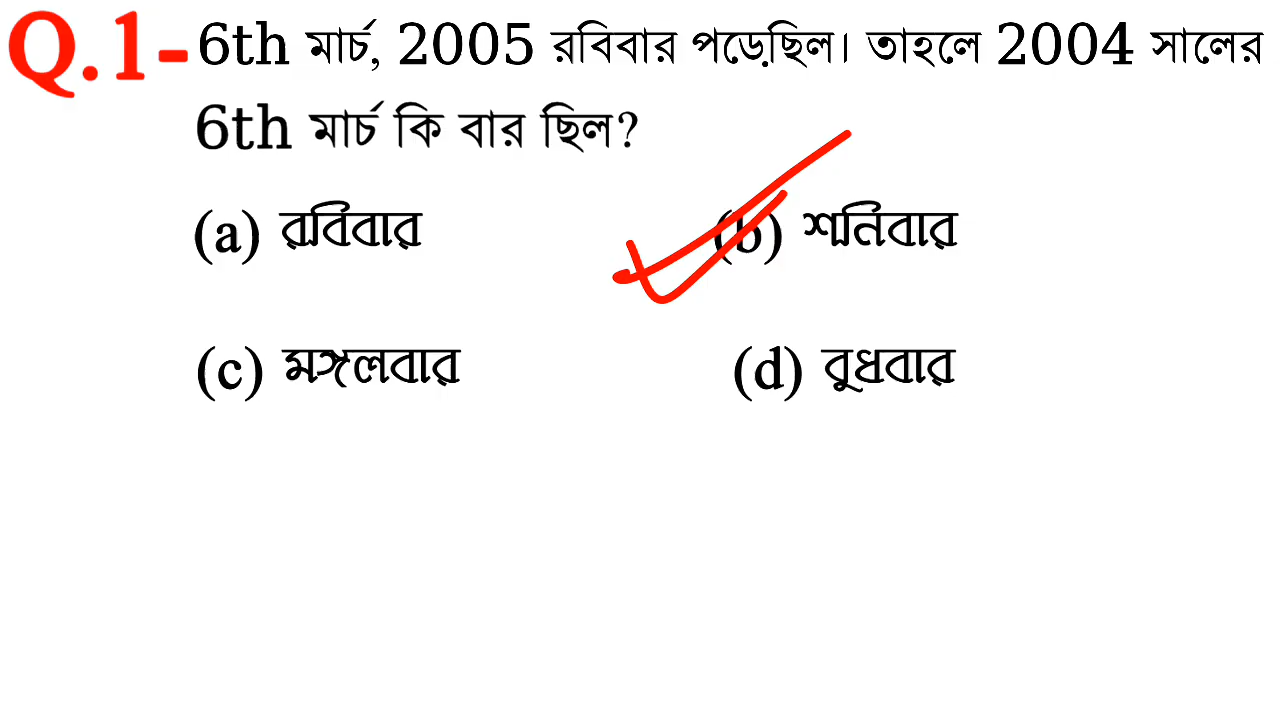 Q.1- 6th মার্চ, 2005 রবিবার পড়েছিল। তাহলে 2004 সালের
6th মার্চ কি বার ছিল?
(a) রবিবার (b) শনিবার
(c) মঙ্গলবার (d) বুধবার